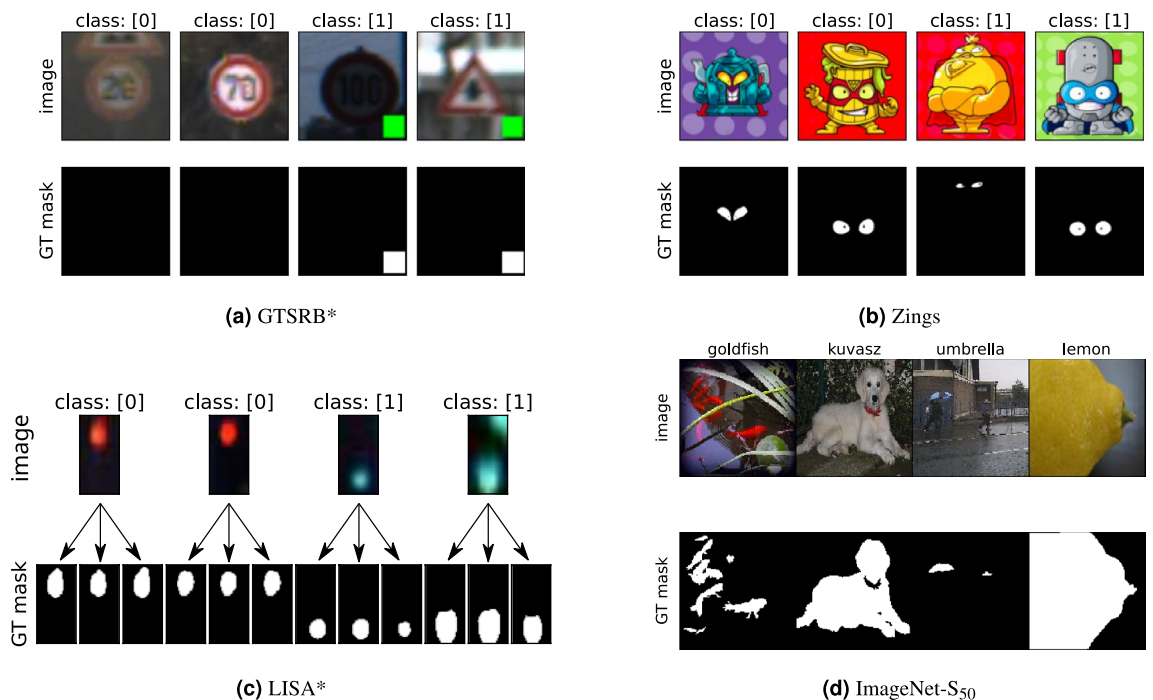 class: [0] class: [0] class: [1] class: [1]
image
70
100
GT mask
(a) GTSRB*
class: [0] class: [0] class: [1] class: [1]
image
GT mask
(b) Zings
class: [0] class: [0] class: [1] class: [1]
image
GT mask
(c) LISA*
goldfish kuvasz umbrella lemon
image
GT mask
(d) ImageNet-S₅₀